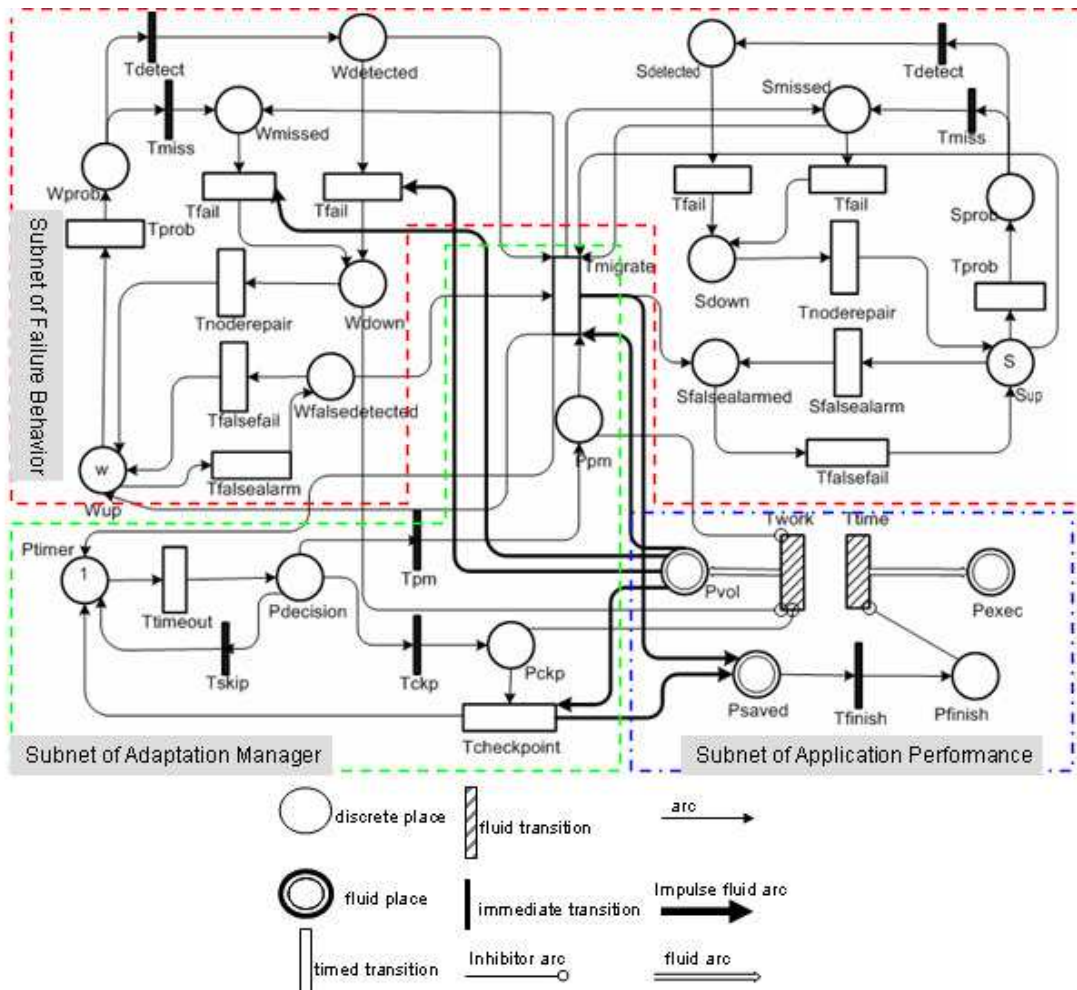 Tdetect
Wdetected
Sdetected
Tdetect
Smissed
Tmiss
Wmissed
Tmiss
Wprob
Tprob
Tfail
Tfail
Tfail
Tfail
Sprob
Tprob
Subnet of Failure Behavior
Tmigrate
Sdown
Tnoderepair
Wdown
Tnoderepair
S
Sup
Sfalsealarmed
Sfalsealarm
Tfalsefail
Wfalsedetected
Ppm
Tfalsefail
w
Wup
Tfalsealarm
Ptimer
1
Ttimeout
Pdecision
Tpm
Pvol
Twork
Ttime
Pexec
Tskip
Tckp
Pckp
Psaved
Tfinish
Pfinish
Tcheckpoint
Subnet of Adaptation Manager
Subnet of Application Performance
discrete place
fluid transition
arc
fluid place
immediate transition
Impulse fluid arc
timed transition
Inhibitor arc
fluid arc